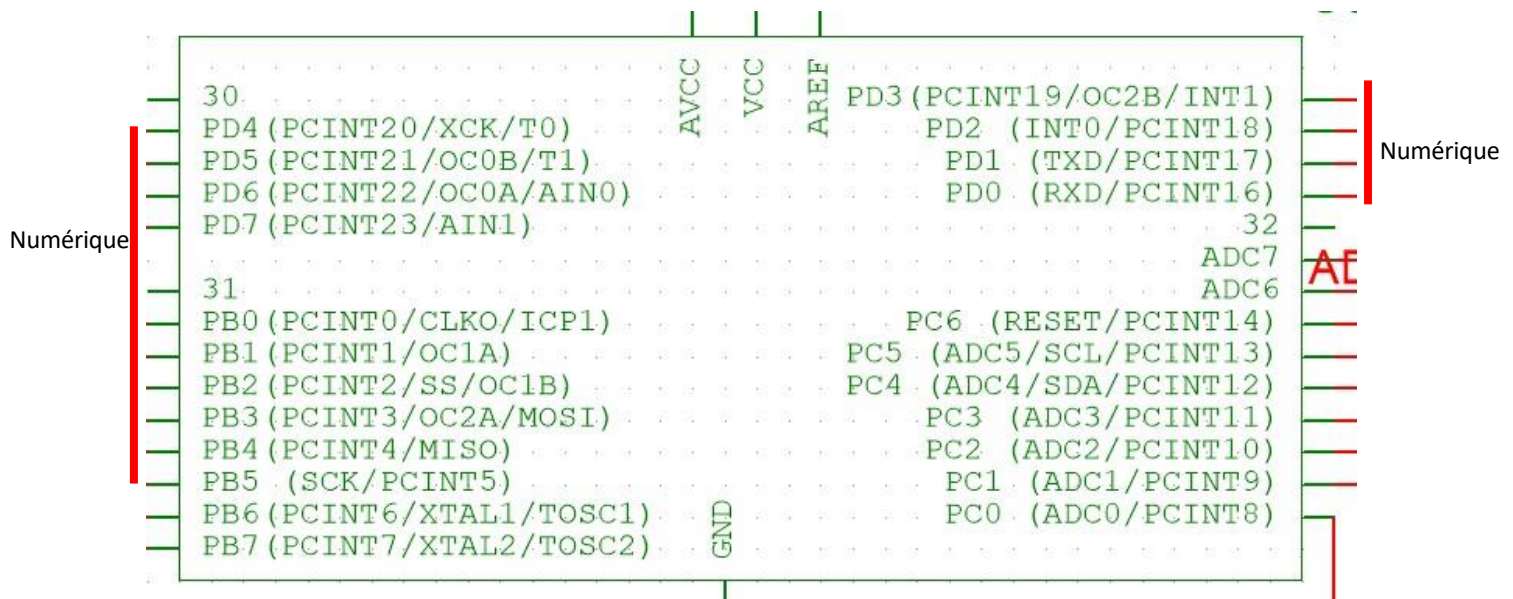 AVCC
VCC
AREF
30
PD4(PCINT20/XCK/T0)
PD5(PCINT21/OC0B/T1)
PD6(PCINT22/OC0A/AIN0)
PD7(PCINT23/AIN1)
31
PB0(PCINT0/CLKO/ICP1)
PB1(PCINT1/OC1A)
PB2(PCINT2/SS/OC1B)
PB3(PCINT3/OC2A/MOSI)
PB4(PCINT4/MISO)
PB5 (SCK/PCINT5)
PB6(PCINT6/XTAL1/TOSC1)
PB7(PCINT7/XTAL2/TOSC2)
Numérique
GND
PD3(PCINT19/OC2B/INT1)
PD2 (INT0/PCINT18)
PD1 (TXD/PCINT17)
PD0 (RXD/PCINT16)
32
ADC7
ADC6
PC6 (RESET/PCINT14)
PC5 (ADC5/SCL/PCINT13)
PC4 (ADC4/SDA/PCINT12)
PC3 (ADC3/PCINT11)
PC2 (ADC2/PCINT10)
PC1 (ADC1/PCINT9)
PC0 (ADC0/PCINT8)
Numérique